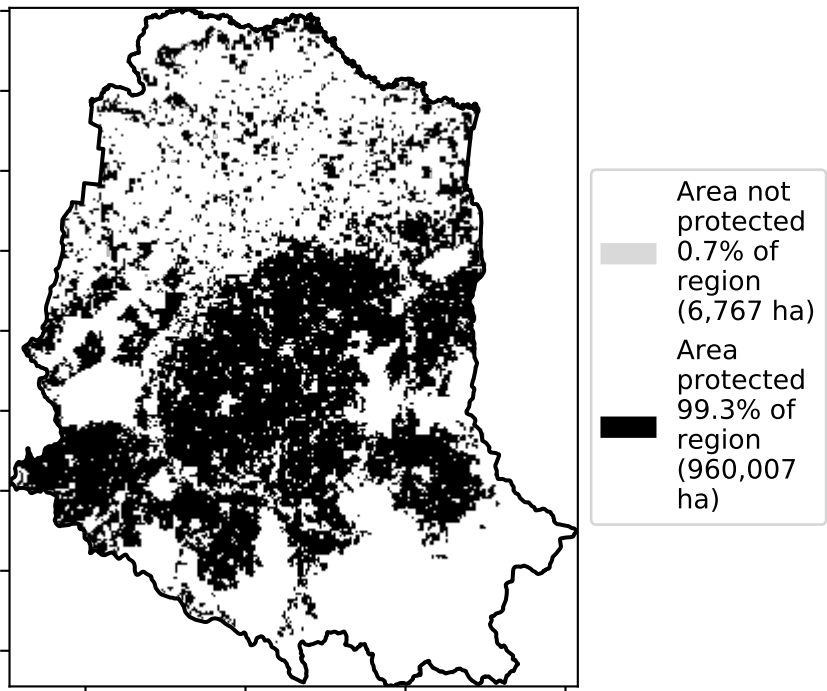 Area not
protected
0.7% of
region
(6,767 ha)
Area
protected
99.3% of
region
(960,007
ha)